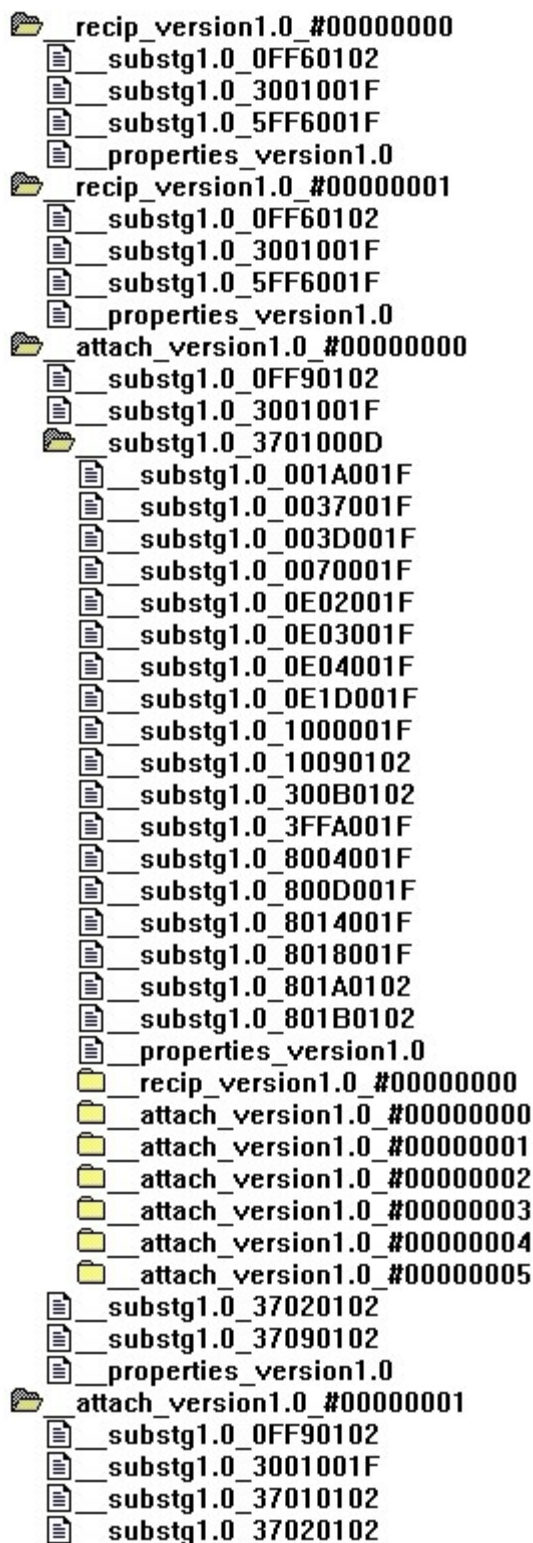 __recip_version1.0_#00000000
__substg1.0_0FF60102
__substg1.0_3001001F
__substg1.0_5FF6001F
__properties_version1.0
__recip_version1.0_#00000001
__substg1.0_0FF60102
__substg1.0_3001001F
__substg1.0_5FF6001F
__properties_version1.0
__attach_version1.0_#00000000
__substg1.0_0FF90102
__substg1.0_3001001F
__substg1.0_3701000D
__substg1.0_001A001F
__substg1.0_0037001F
__substg1.0_003D001F
__substg1.0_0070001F
__substg1.0_0E02001F
__substg1.0_0E03001F
__substg1.0_0E04001F
__substg1.0_0E1D001F
__substg1.0_1000001F
__substg1.0_10090102
__substg1.0_300B0102
__substg1.0_3FFA001F
__substg1.0_8004001F
__substg1.0_800D001F
__substg1.0_8014001F
__substg1.0_8018001F
__substg1.0_801A0102
__substg1.0_801B0102
__properties_version1.0
__recip_version1.0_#00000000
__attach_version1.0_#00000000
__attach_version1.0_#00000001
__attach_version1.0_#00000002
__attach_version1.0_#00000003
__attach_version1.0_#00000004
__attach_version1.0_#00000005
__substg1.0_37020102
__substg1.0_37090102
__properties_version1.0
__attach_version1.0_#00000001
__substg1.0_0FF90102
__substg1.0_3001001F
__substg1.0_37010102
__substg1.0_37020102